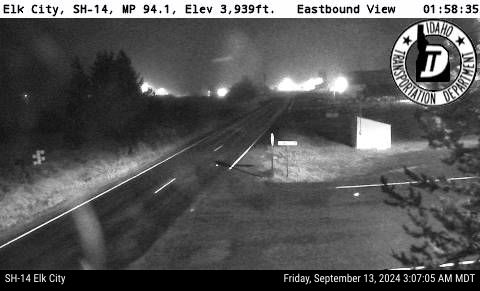 Elk City, SH-14, MP 94.1, Elev 3,939ft. Eastbound View 01:58:35
IDAHO
TRANSPORTATION DEPARTMENT
SH-14 Elk City Friday, September 13, 2024 3:07:05 AM MDT